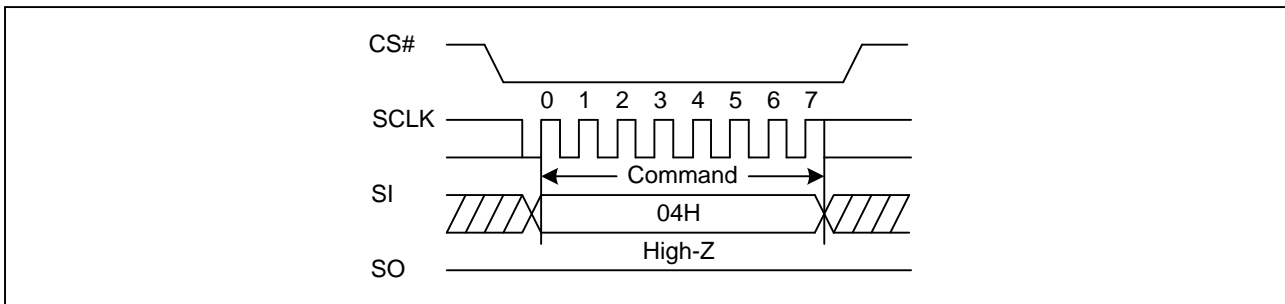 CS#
0 1 2 3 4 5 6 7
SCLK
Command
SI
04H
High-Z
SO